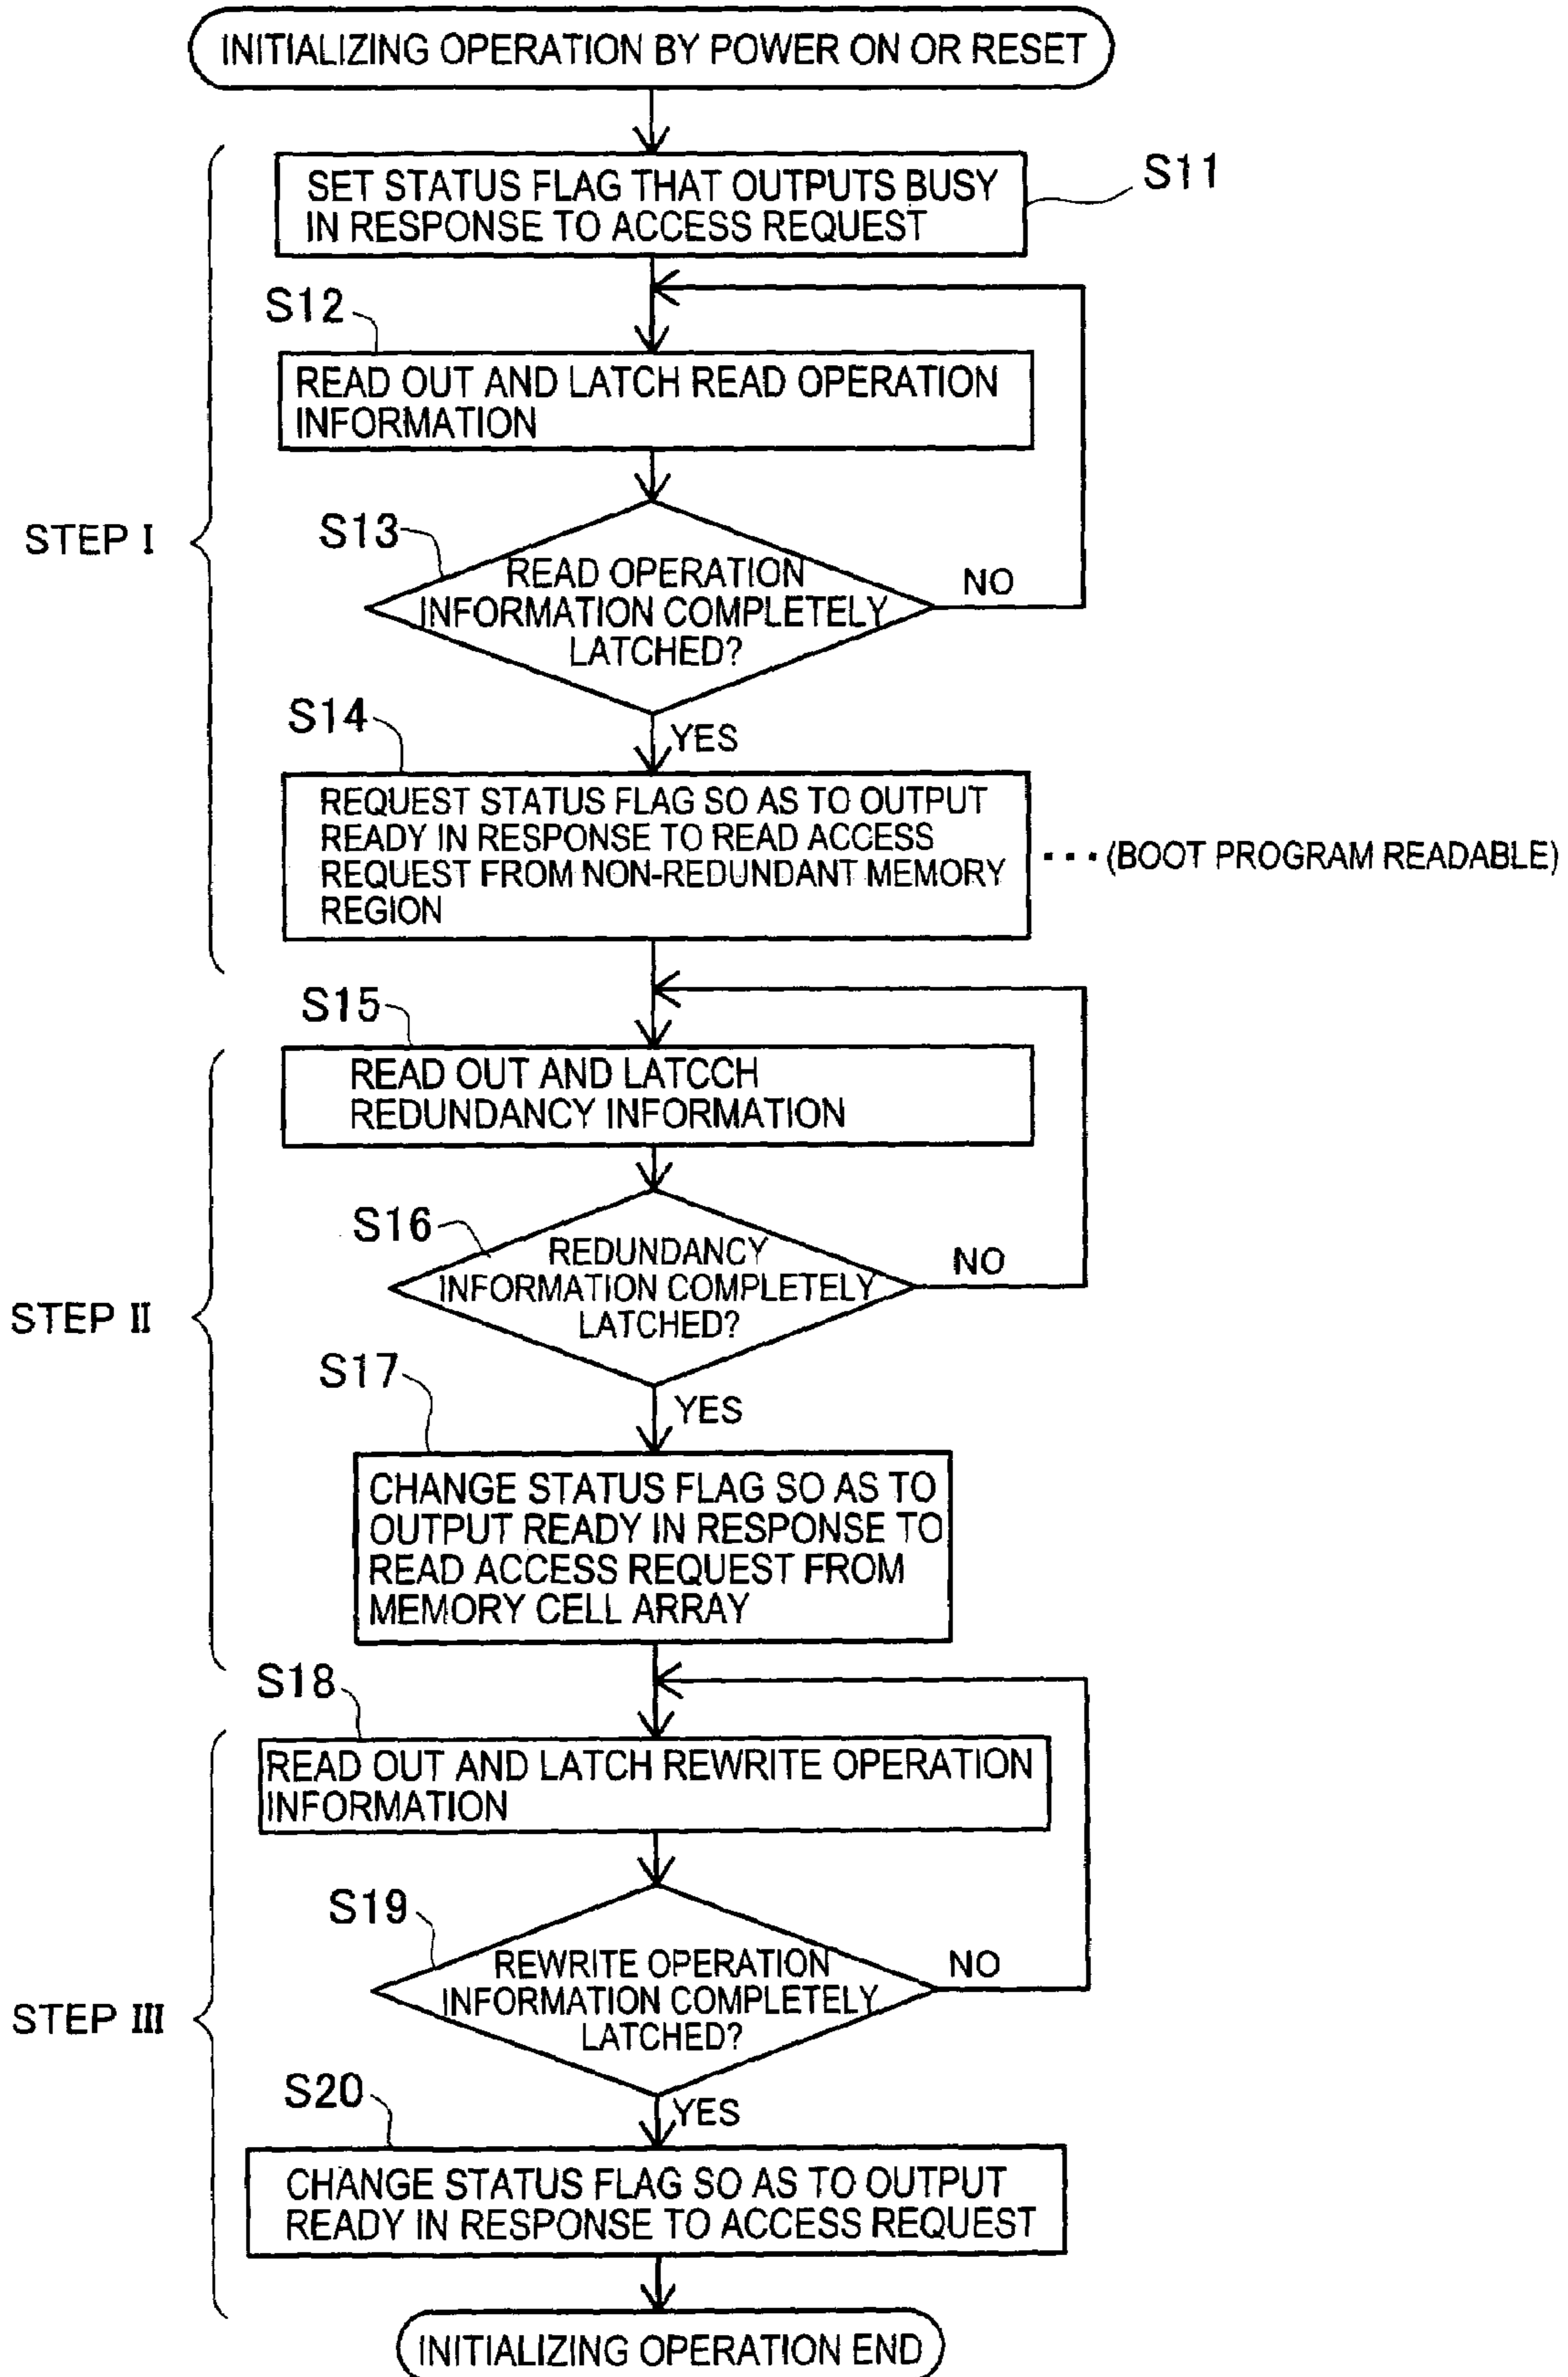 INITIALIZING OPERATION BY POWER ON OR RESET
S11
SET STATUS FLAG THAT OUTPUTS BUSY
IN RESPONSE TO ACCESS REQUEST
S12
READ OUT AND LATCH READ OPERATION
INFORMATION
STEP I
S13
READ OPERATION
INFORMATION COMPLETELY
LATCHED?
NO
YES
S14
REQUEST STATUS FLAG SO AS TO OUTPUT
READY IN RESPONSE TO READ ACCESS
REQUEST FROM NON-REDUNDANT MEMORY
REGION
... (BOOT PROGRAM READABLE)
S15
READ OUT AND LATCCH
REDUNDANCY INFORMATION
STEP II
S16
REDUNDANCY
INFORMATION COMPLETELY
LATCHED?
NO
YES
S17
CHANGE STATUS FLAG SO AS TO
OUTPUT READY IN RESPONSE TO
READ ACCESS REQUEST FROM
MEMORY CELL ARRAY
S18
READ OUT AND LATCH REWRITE OPERATION
INFORMATION
STEP III
S19
REWRITE OPERATION
INFORMATION COMPLETELY
LATCHED?
NO
YES
S20
CHANGE STATUS FLAG SO AS TO OUTPUT
READY IN RESPONSE TO ACCESS REQUEST
INITIALIZING OPERATION END